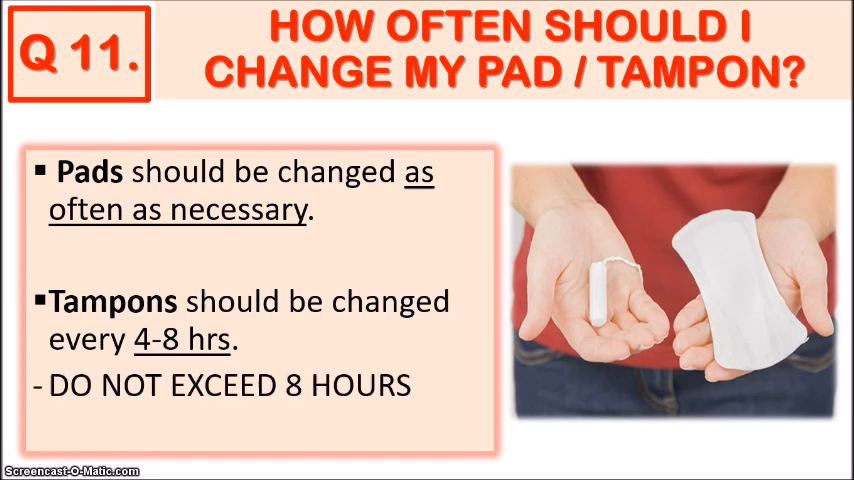 Q 11.
HOW OFTEN SHOULD I
CHANGE MY PAD / TAMPON?
▪ Pads should be changed as
often as necessary.
▪Tampons should be changed
every 4-8 hrs.
- DO NOT EXCEED 8 HOURS
Screencast-O-Matic.com